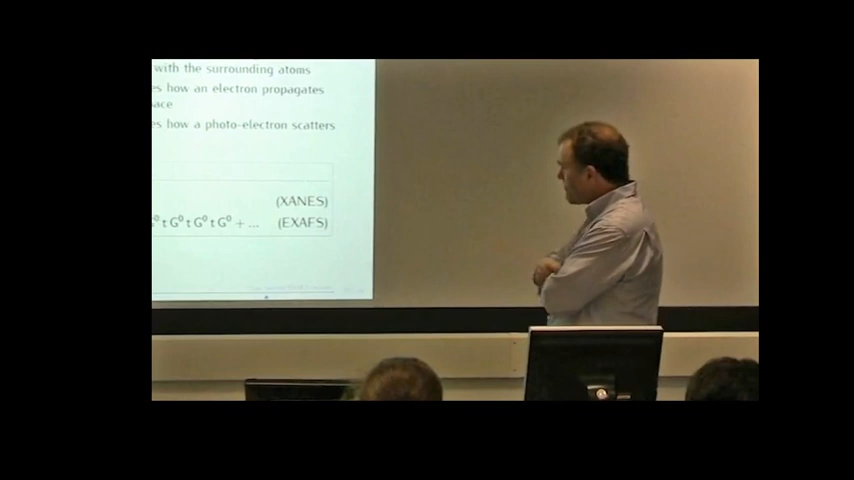 with the surrounding atoms
es how an electron propagates
ace
es how a photo-electron scatters
(XANES)
G⁰ t G⁰ t G⁰ t G⁰ + ... (EXAFS)